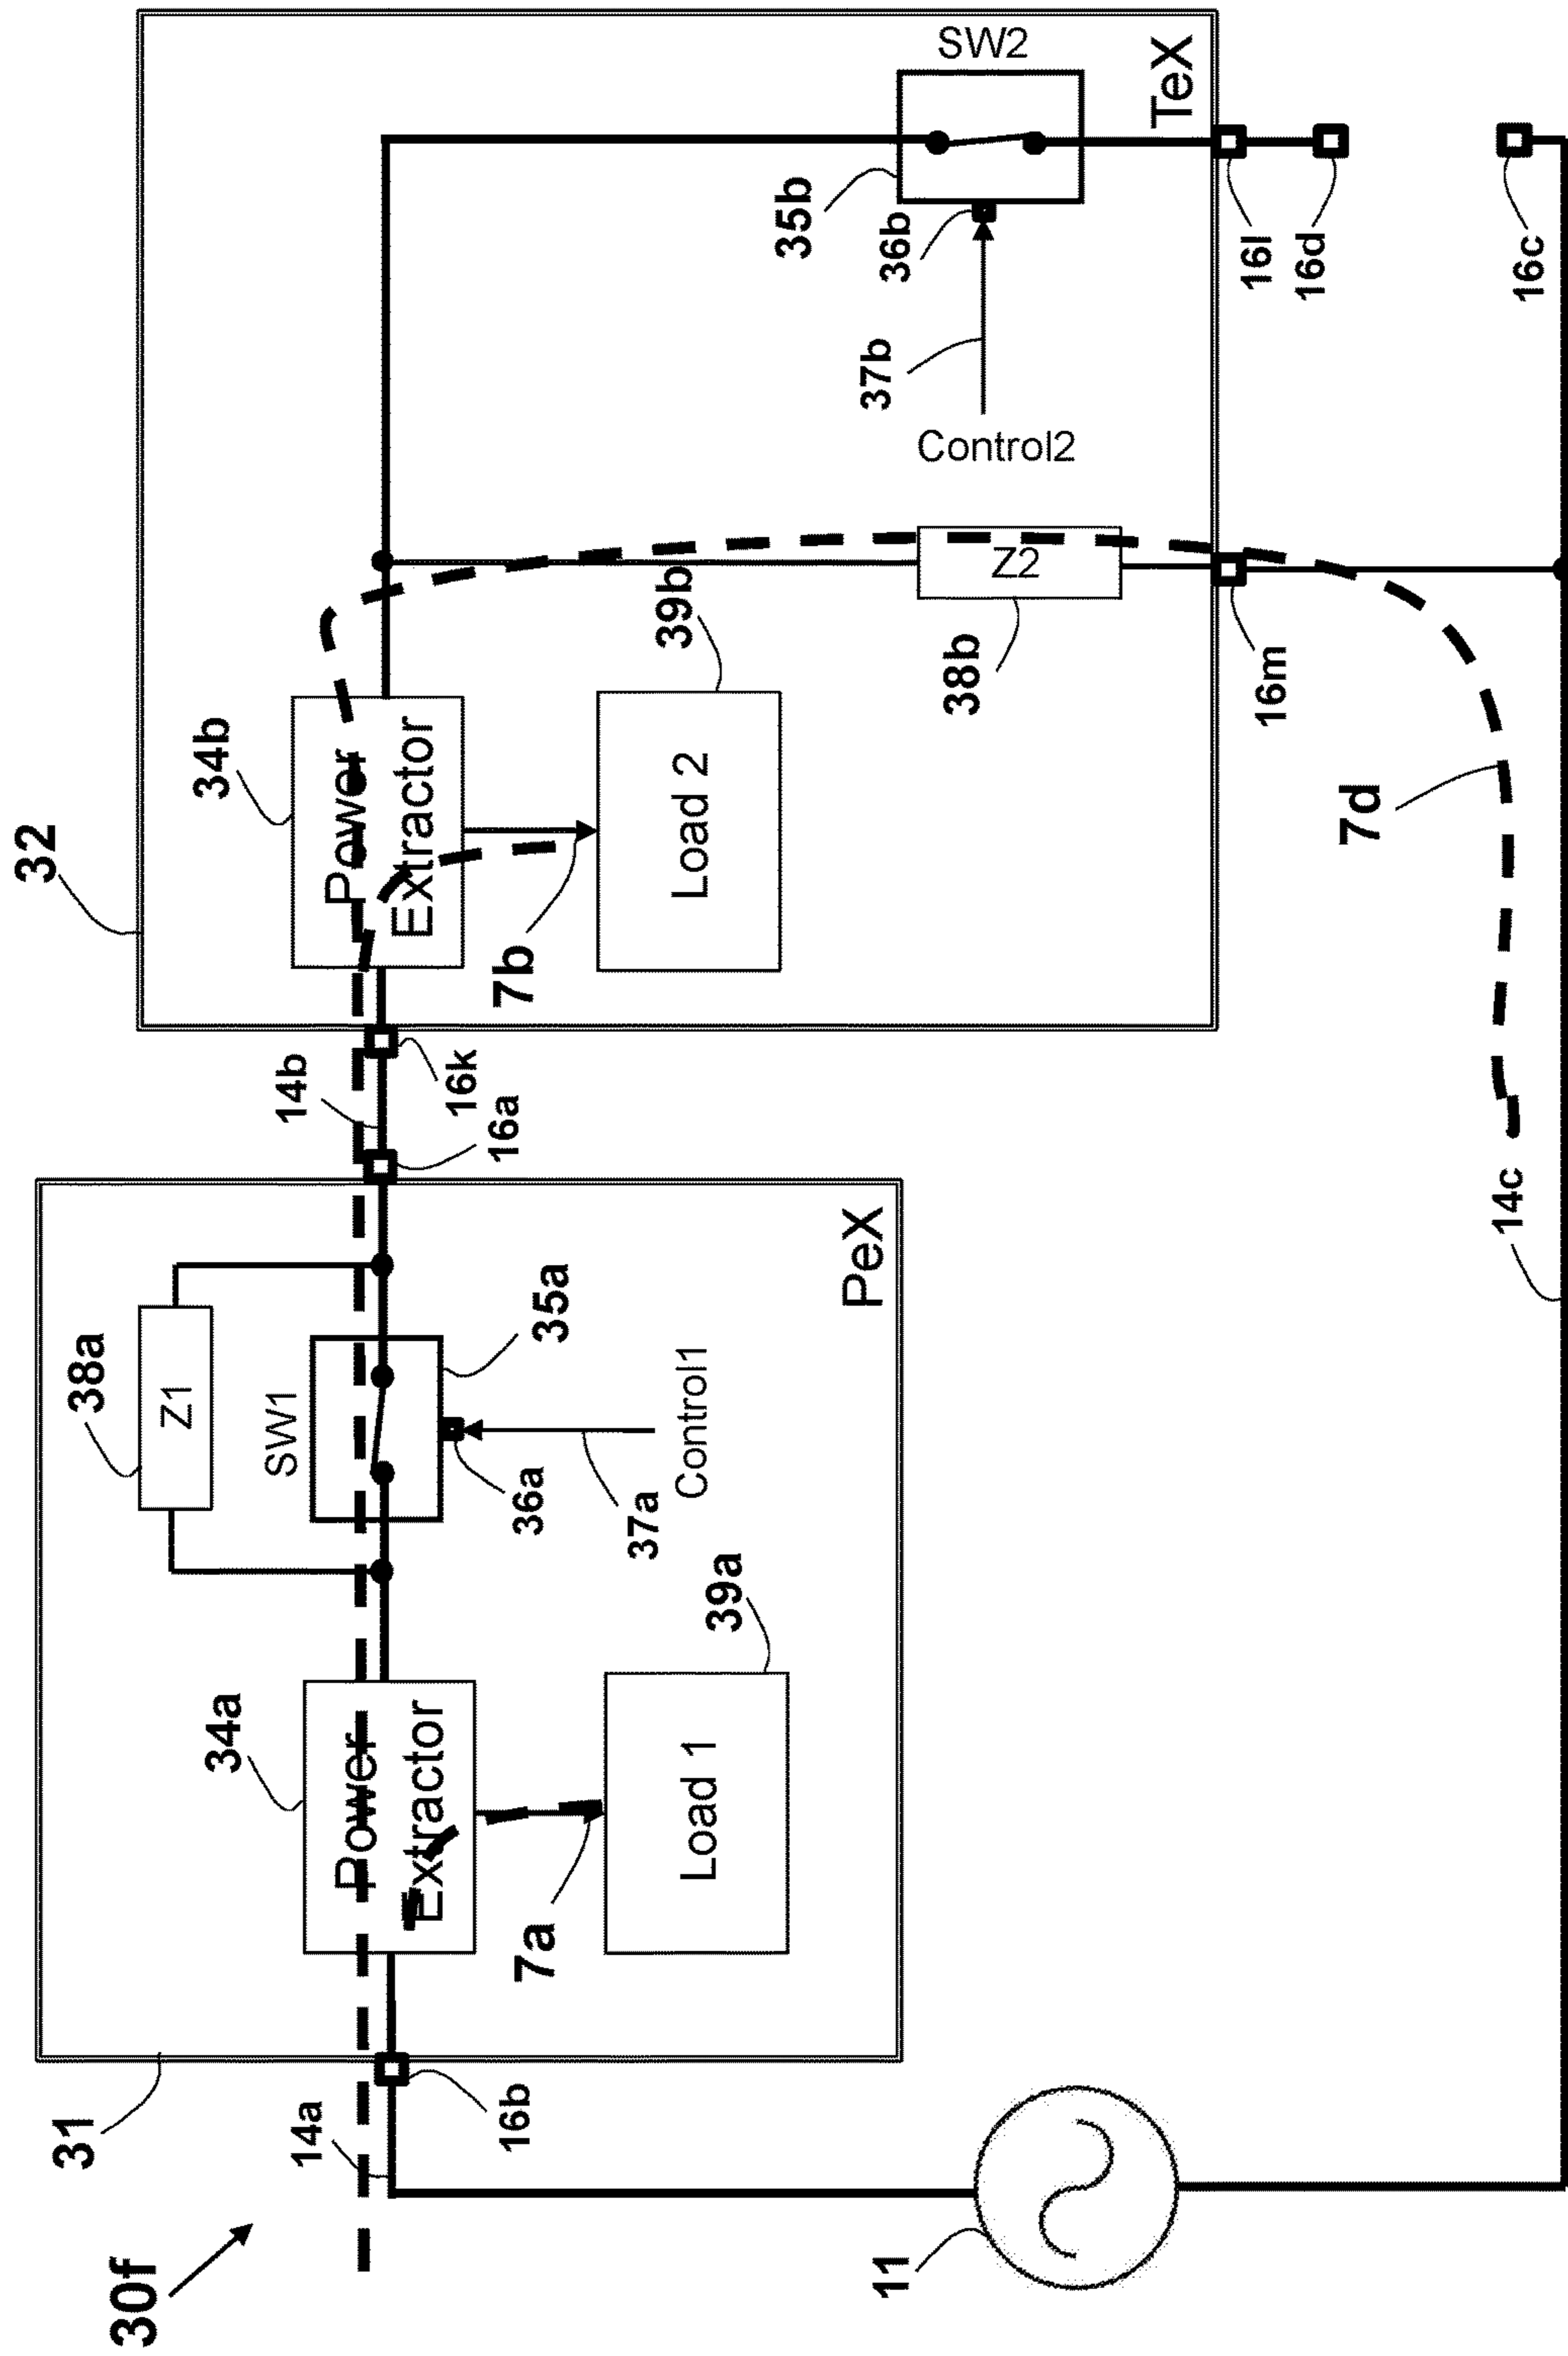 30f
31
14a
16b
34a
Power
Extractor
7a
Load 1
39a
38a
Z1
SW1
35a
36a
37a
Control1
PeX
14b
16a
16k
32
34b
Power
Extractor
7b
Load 2
39b
38b
Z2
16m
35b
SW2
36b
37b
Control2
TeX
16l
16d
16c
7d
14c
11